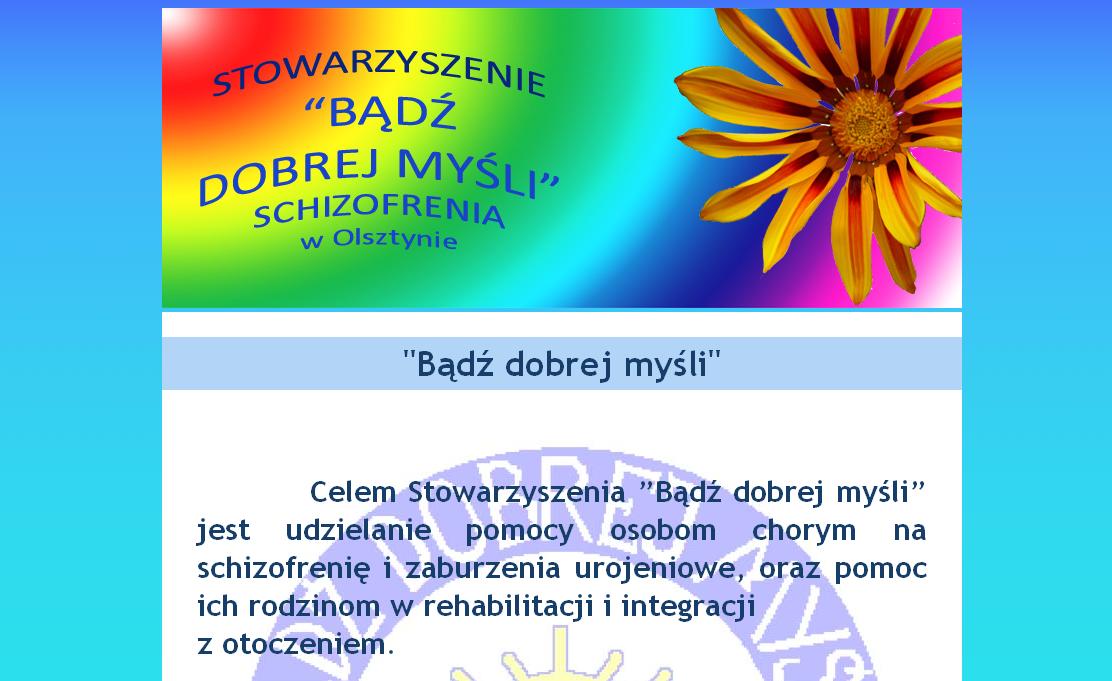 STOWARZYSZENIE
“BĄDŹ
DOBREJ MYŚLI”
SCHIZOFRENIA
w Olsztynie
"Bądź dobrej myśli"
Celem Stowarzyszenia ”Bądź dobrej myśli”
jest udzielanie pomocy osobom chorym na
schizofrenię i zaburzenia urojeniowe, oraz pomoc
ich rodzinom w rehabilitacji i integracji
z otoczeniem.